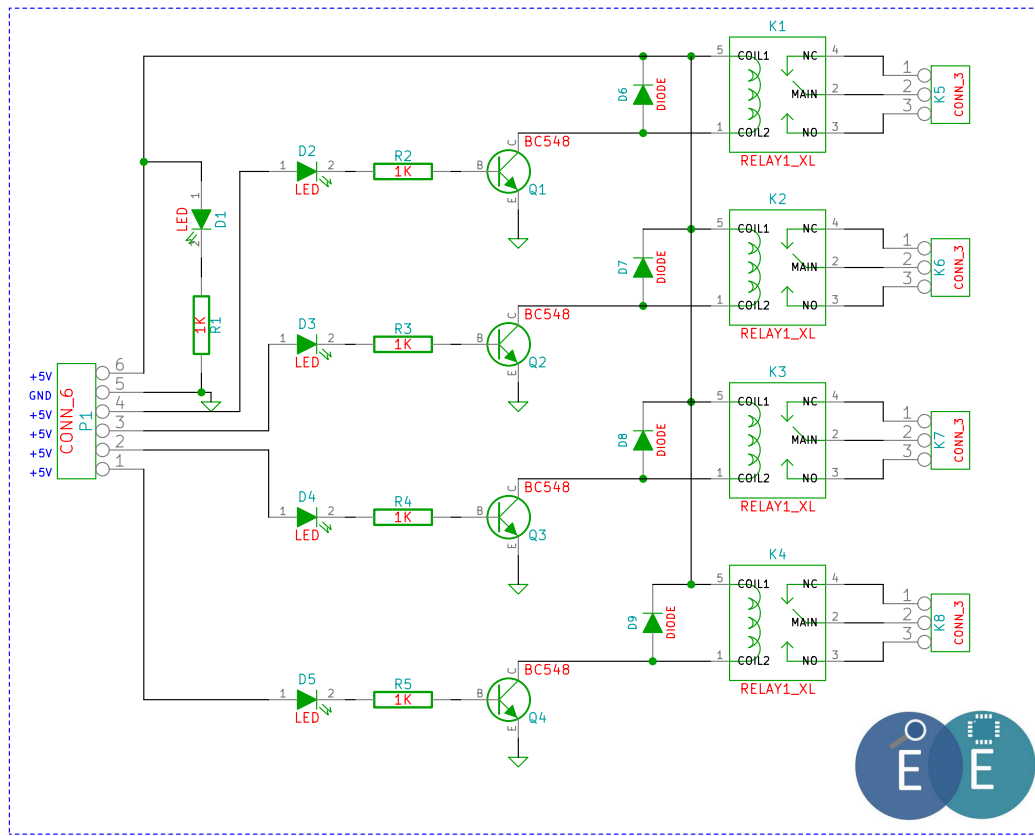 K1
5 COIL1 NC 4
MAIN 2
1 COIL2 NO 3
RELAY1_XL
1
2
3
K5
CONN_3
D6
DIODE
D2
1 2
LED
R2
1K
B
C
E
BC548
Q1
LED
1
2
D1
1K
R1
K2
5 COIL1 NC 4
MAIN 2
1 COIL2 NO 3
RELAY1_XL
1
2
3
K6
CONN_3
D7
DIODE
D3
1 2
LED
R3
1K
B
C
E
BC548
Q2
+5V
GND
+5V
+5V
+5V
+5V
CONN_6
P1
6
5
4
3
2
1
K3
5 COIL1 NC 4
MAIN 2
1 COIL2 NO 3
RELAY1_XL
1
2
3
K7
CONN_3
D8
DIODE
D4
1 2
LED
R4
1K
B
C
E
BC548
Q3
K4
5 COIL1 NC 4
MAIN 2
1 COIL2 NO 3
RELAY1_XL
1
2
3
K8
CONN_3
D9
DIODE
D5
1 2
LED
R5
1K
B
C
E
BC548
Q4
E E